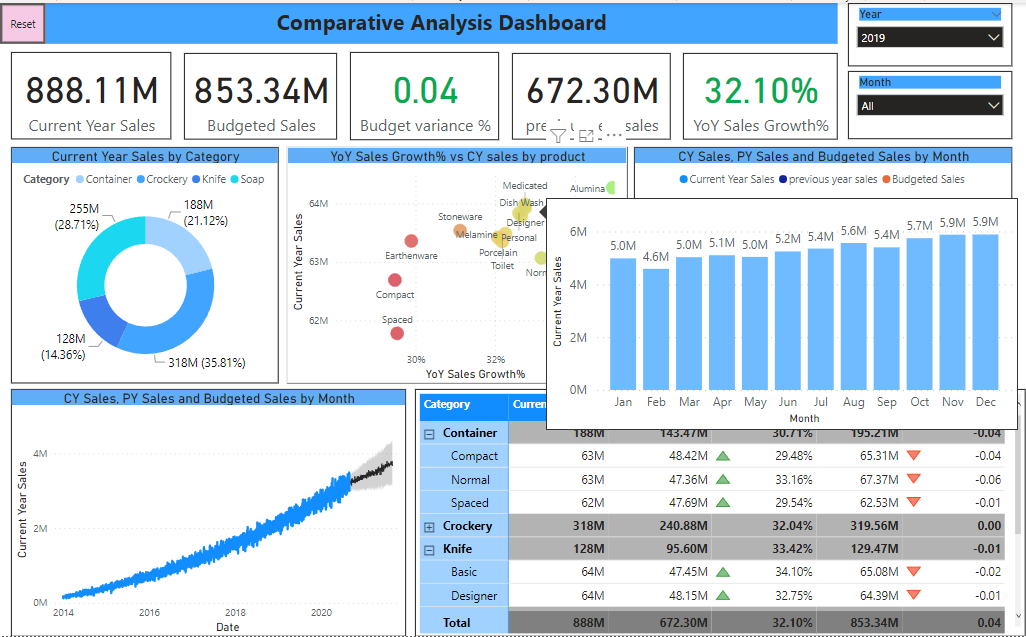 Reset
Comparative Analysis Dashboard
Year
2019
Month
All
888.11M
Current Year Sales
853.34M
Budgeted Sales
0.04
Budget variance %
672.30M
sales
32.10%
YoY Sales Growth%
Current Year Sales by Category
Category Container Crockery Knife Soap
255M
(28.71%)
188M
(21.12%)
128M
(14.36%)
318M (35.81%)
YoY Sales Growth% vs CY sales by product
Current Year Sales
64M
63M
62M
Medicated
Alumina
Dish Wash
Stoneware
Designer
Melamine
Personal
Earthenware
Porcelain
Toilet
Compact
Spaced
30%
32%
YoY Sales Growth%
CY Sales, PY Sales and Budgeted Sales by Month
Current Year Sales previous year sales Budgeted Sales
Current Year Sales
6M
4M
2M
0M
5.0M 4.6M 5.0M 5.1M 5.0M 5.2M 5.4M 5.6M 5.4M 5.7M 5.9M 5.9M
Jan Feb Mar Apr May Jun Jul Aug Sep Oct Nov Dec
Month
CY Sales, PY Sales and Budgeted Sales by Month
Current Year Sales
4M
2M
0M
2014 2016 2018 2020
Date
Category
Container 188M 143.47M 30.71% 195.21M -0.04
Compact 63M 48.42M 29.48% 65.31M -0.04
Normal 63M 47.36M 33.16% 67.37M -0.06
Spaced 62M 47.69M 29.54% 62.53M -0.01
Crockery 318M 240.88M 32.04% 319.56M 0.00
Knife 128M 95.60M 33.42% 129.47M -0.01
Basic 64M 47.45M 34.10% 65.08M -0.02
Designer 64M 48.15M 32.75% 64.39M -0.01
Total 888M 672.30M 32.10% 853.34M 0.04